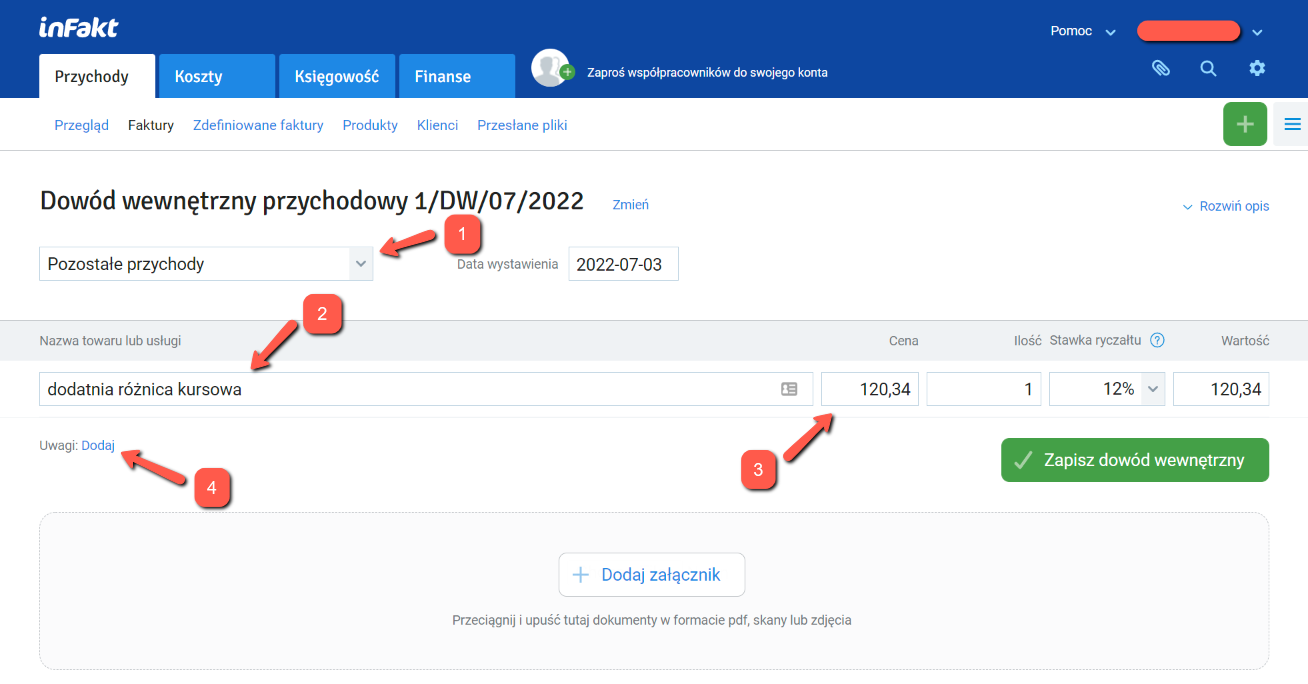 inFakt
Pomoc
Przychody Koszty Księgowość Finanse Zaproś współpracowników do swojego konta
Przegląd Faktury Zdefiniowane faktury Produkty Klienci Przesłane pliki
Dowód wewnętrzny przychodowy 1/DW/07/2022 Zmień Rozwiń opis
1
Pozostałe przychody Data wystawienia 2022-07-03
2
Nazwa towaru lub usługi Cena Ilość Stawka ryczałtu ? Wartość
dodatnia różnica kursowa 120,34 1 12% 120,34
Uwagi: Dodaj Zapisz dowód wewnętrzny
3
4
Dodaj załącznik
Przeciągnij i upuść tutaj dokumenty w formacie pdf, skany lub zdjęcia